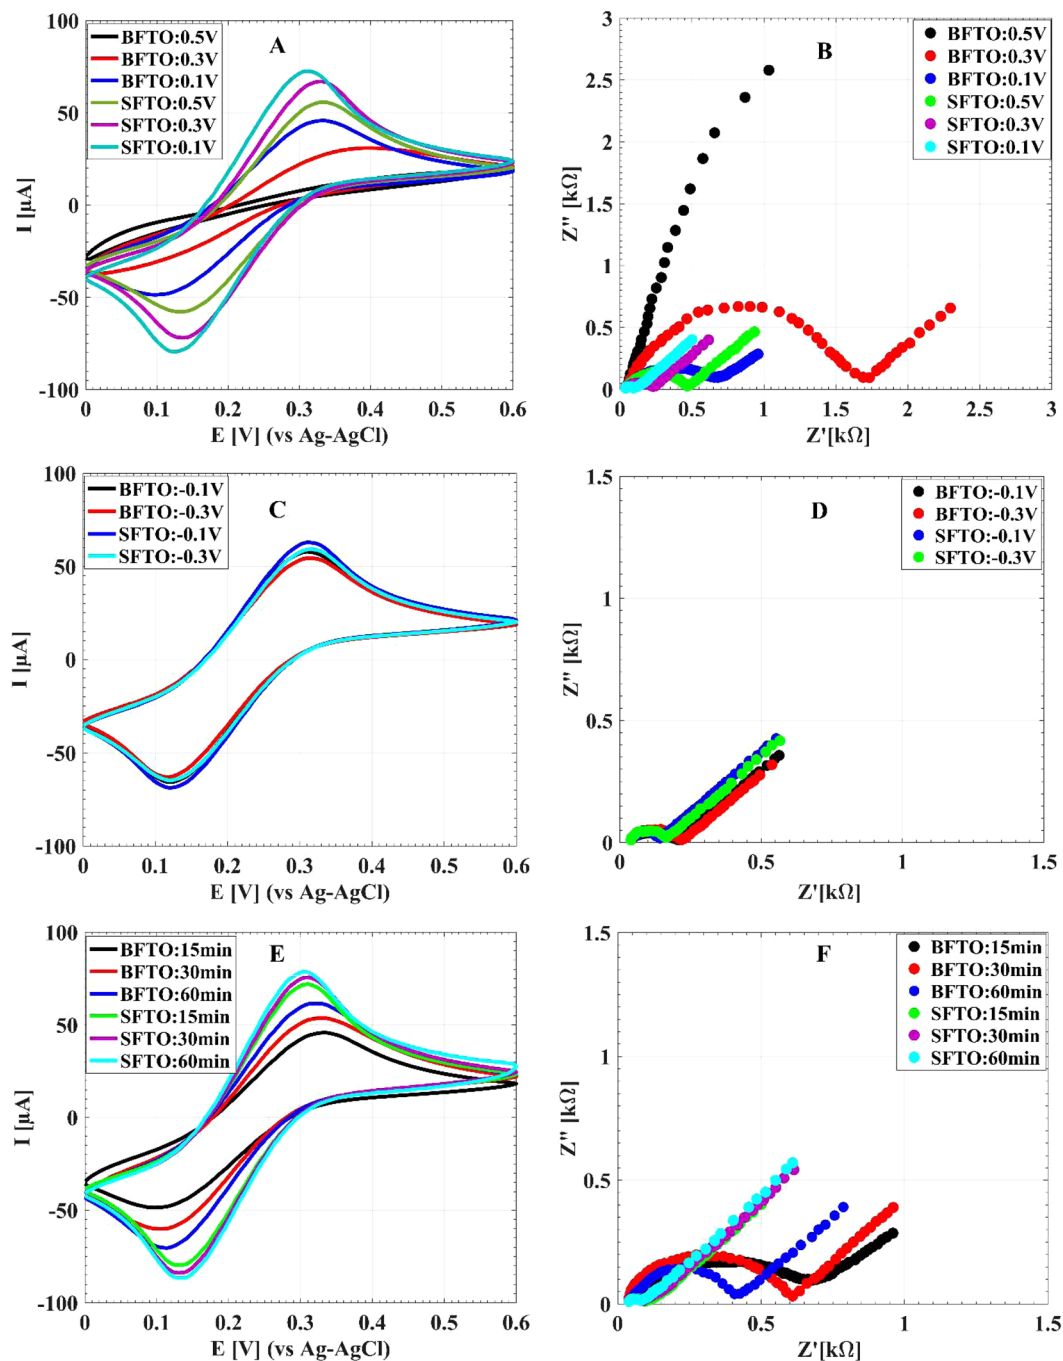 A
BFTO:0.5V
BFTO:0.3V
BFTO:0.1V
SFTO:0.5V
SFTO:0.3V
SFTO:0.1V
100
50
0
-50
-100
I [µA]
0
0.1
0.2
0.3
0.4
0.5
0.6
E [V] (vs Ag-AgCl)
B
BFTO:0.5V
BFTO:0.3V
BFTO:0.1V
SFTO:0.5V
SFTO:0.3V
SFTO:0.1V
3
2.5
2
1.5
1
0.5
0
Z'' [kΩ]
0
0.5
1
1.5
2
2.5
3
Z'[kΩ]
C
BFTO:-0.1V
BFTO:-0.3V
SFTO:-0.1V
SFTO:-0.3V
100
50
0
-50
-100
I [µA]
0
0.1
0.2
0.3
0.4
0.5
0.6
E [V] (vs Ag-AgCl)
D
BFTO:-0.1V
BFTO:-0.3V
SFTO:-0.1V
SFTO:-0.3V
1.5
1
0.5
0
Z'' [kΩ]
0
0.5
1
1.5
Z'[kΩ]
E
BFTO:15min
BFTO:30min
BFTO:60min
SFTO:15min
SFTO:30min
SFTO:60min
100
50
0
-50
-100
I [µA]
0
0.1
0.2
0.3
0.4
0.5
0.6
E [V] (vs Ag-AgCl)
F
BFTO:15min
BFTO:30min
BFTO:60min
SFTO:15min
SFTO:30min
SFTO:60min
1.5
1
0.5
0
Z'' [kΩ]
0
0.5
1
1.5
Z'[kΩ]